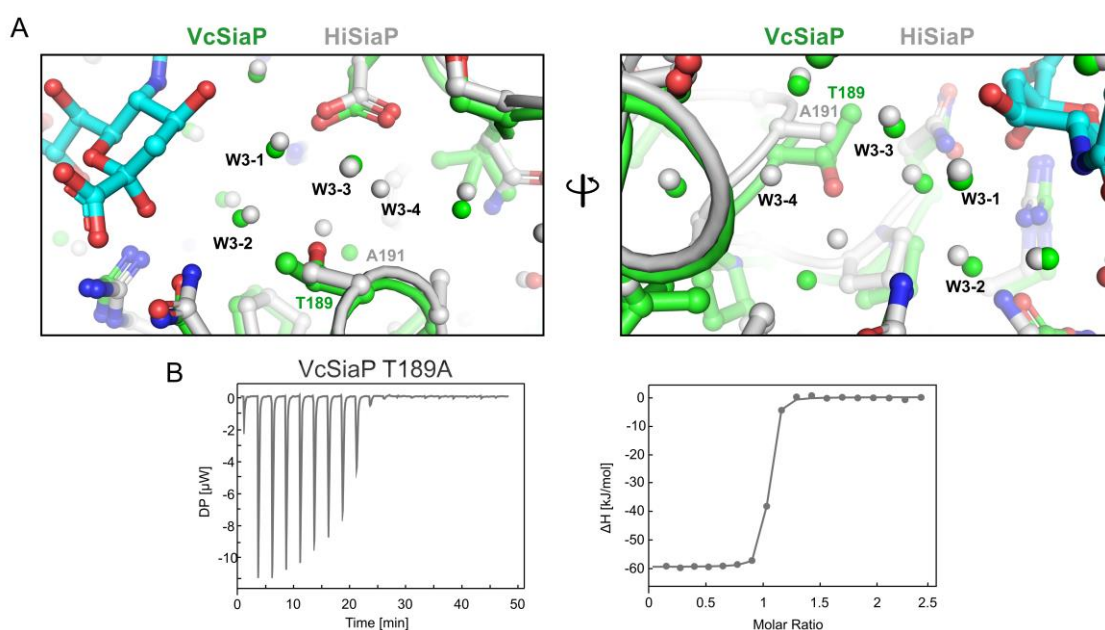 A
VcSiaP HiSiaP
W3-1
W3-3
W3-4
W3-2
A191
T189
VcSiaP HiSiaP
T189
A191
W3-3
W3-4
W3-1
W3-2
B
VcSiaP T189A
0
-2
-4
-6
-8
-10
DP [µW]
0 10 20 30 40 50
Time [min]
0
-10
-20
-30
-40
-50
-60
ΔH [kJ/mol]
0 0.5 1 1.5 2 2.5
Molar Ratio